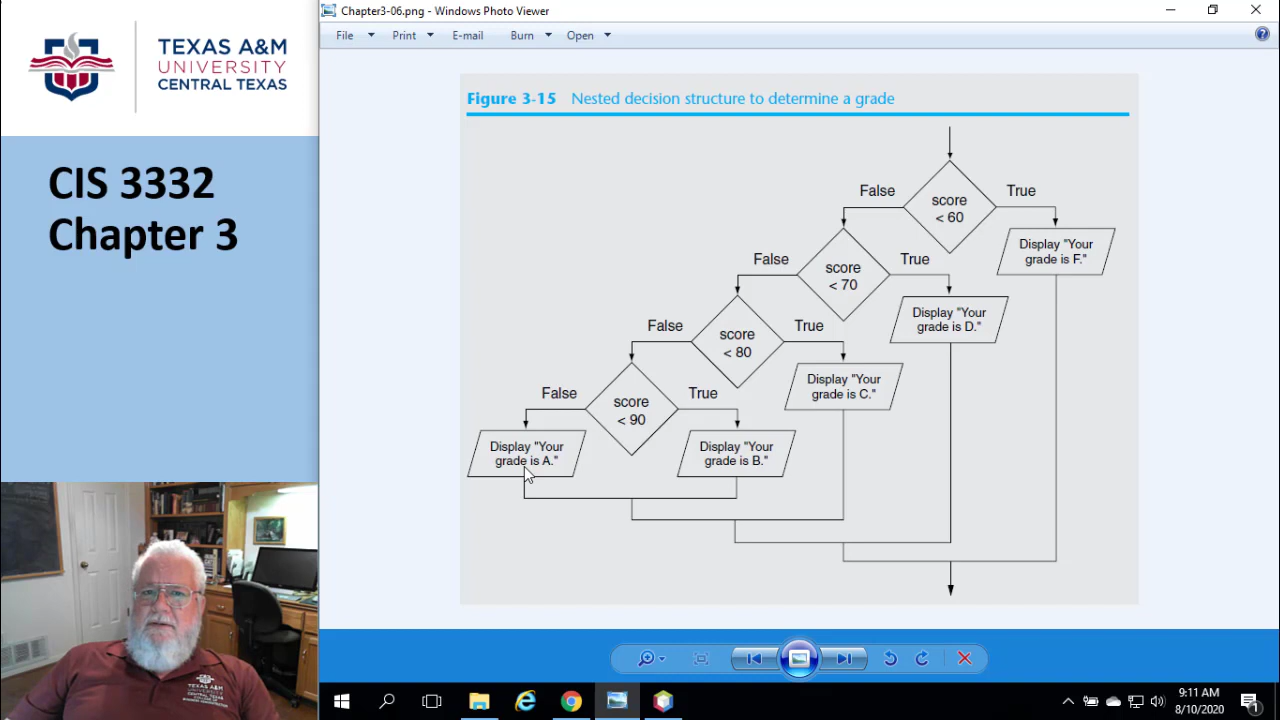 TEXAS A&M
UNIVERSITY
CENTRAL TEXAS
CIS 3332
Chapter 3
Chapter3-06.png - Windows Photo Viewer
File Print E-mail Burn Open
Figure 3-15 Nested decision structure to determine a grade
score
< 60
False
True
Display "Your
grade is F."
score
< 70
False
True
Display "Your
grade is D."
score
< 80
False
True
Display "Your
grade is C."
score
< 90
False
True
Display "Your
grade is A."
Display "Your
grade is B."
TEXAS A&M
UNIVERSITY
9:11 AM
8/10/2020
1